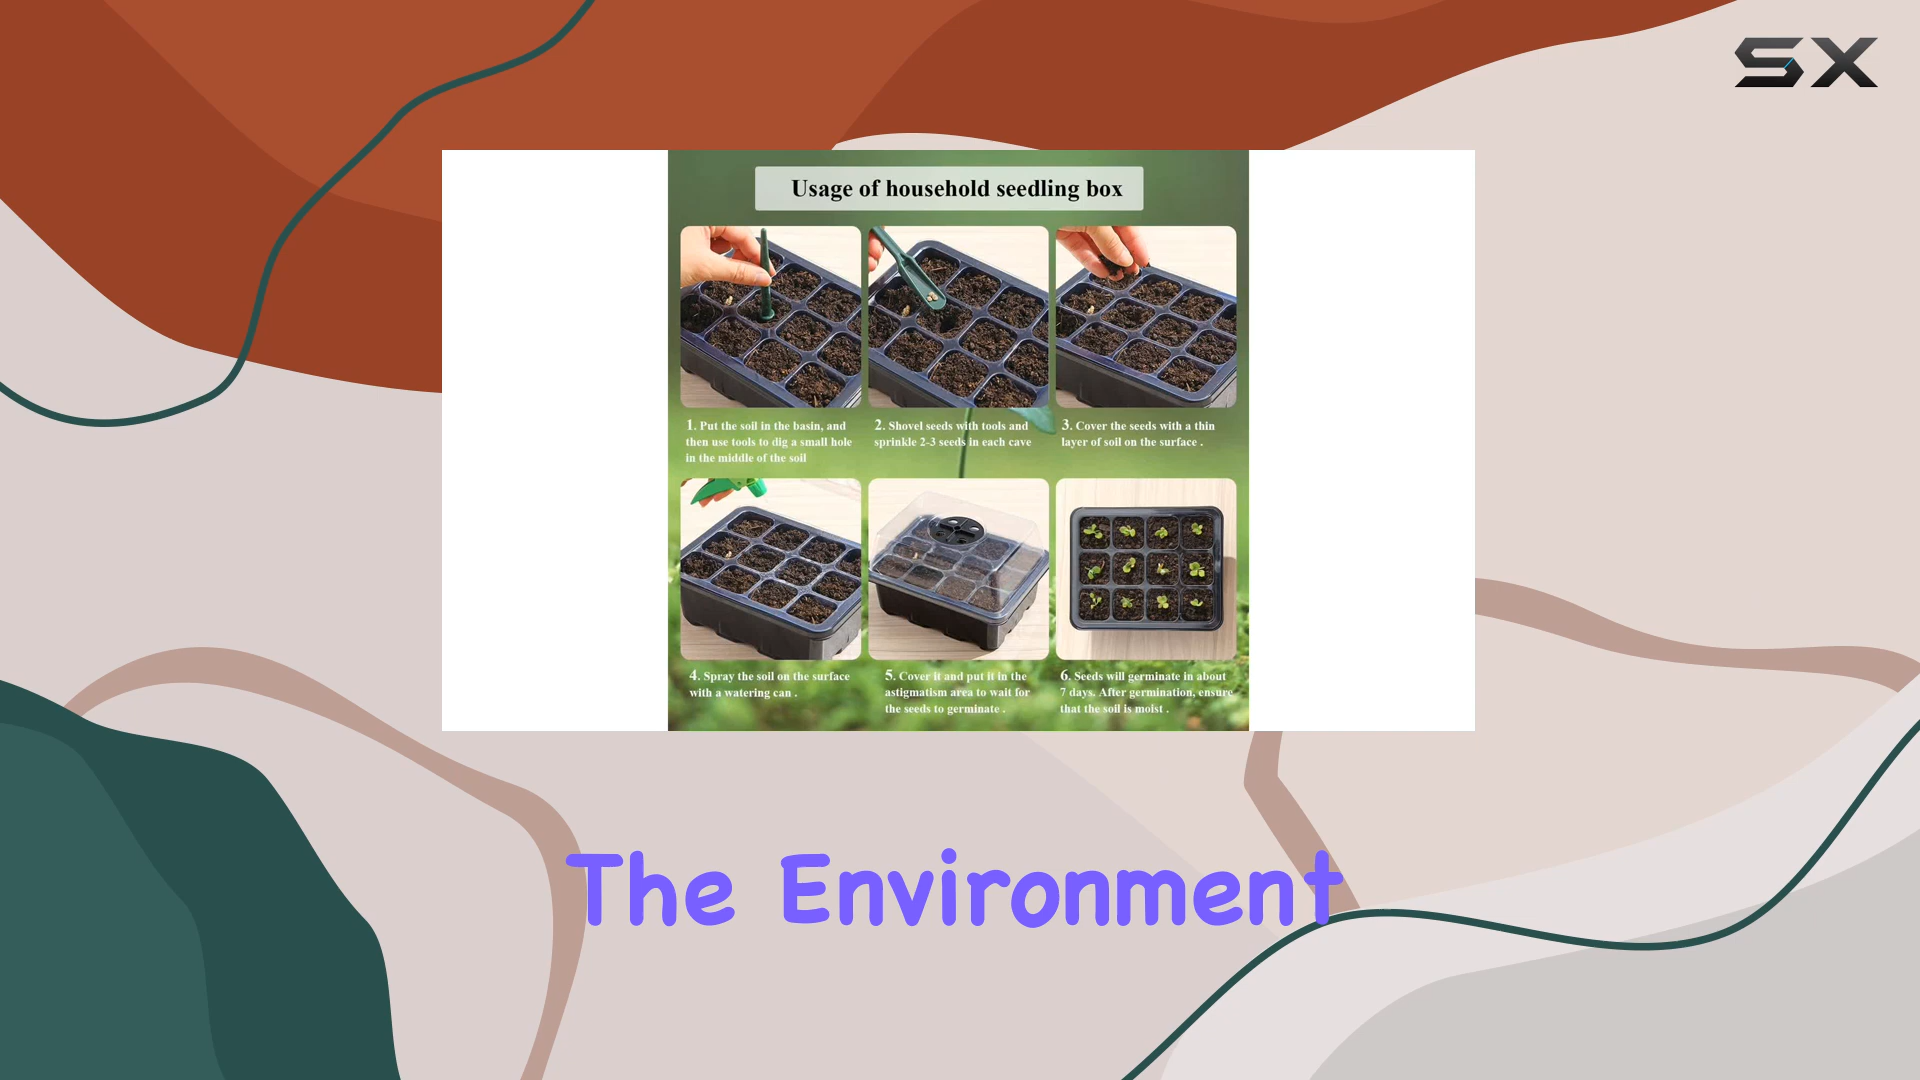 SX
Usage of household seedling box
1. Put the soil in the basin, and
then use tools to dig a small hole
in the middle of the soil
2. Shovel seeds with tools and
sprinkle 2-3 seeds in each cave
3. Cover the seeds with a thin
layer of soil on the surface .
4. Spray the soil on the surface
with a watering can .
5. Cover it and put it in the
astigmatism area to wait for
the seeds to germinate .
6. Seeds will germinate in about
7 days. After germination, ensure
that the soil is moist .
The Environment